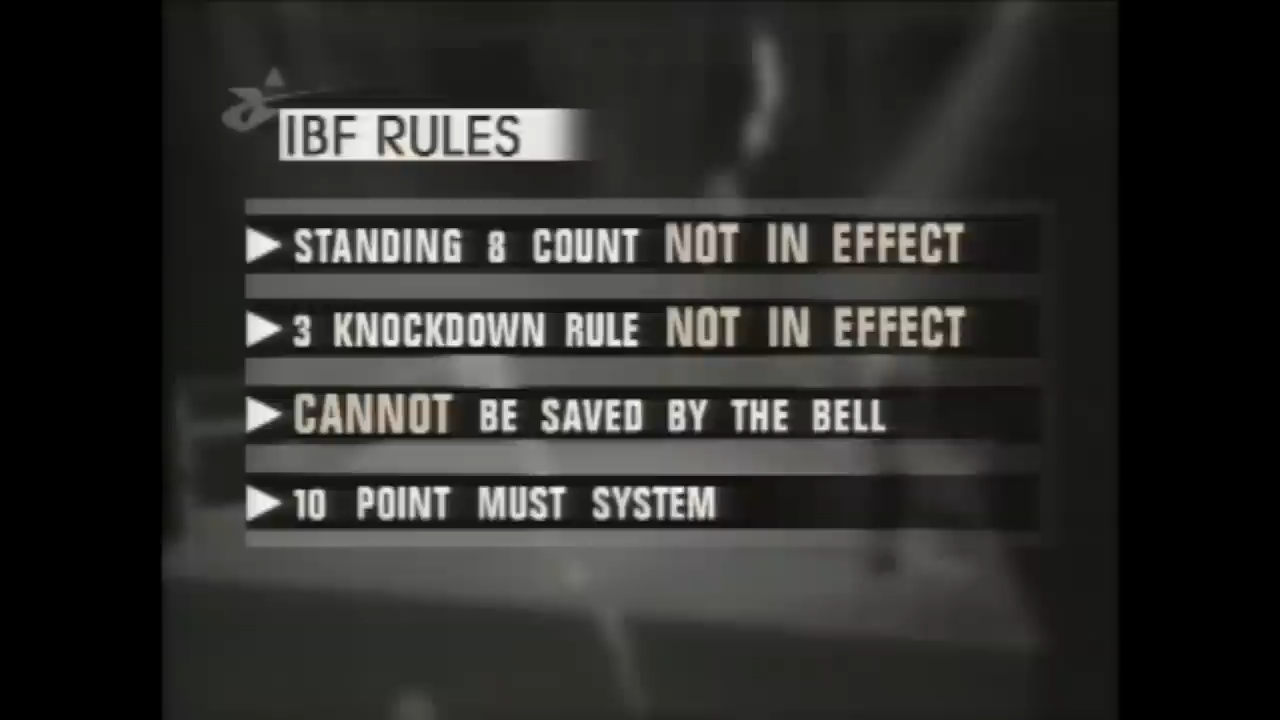 IBF RULES
STANDING 8 COUNT NOT IN EFFECT
3 KNOCKDOWN RULE NOT IN EFFECT
CANNOT BE SAVED BY THE BELL
10 POINT MUST SYSTEM